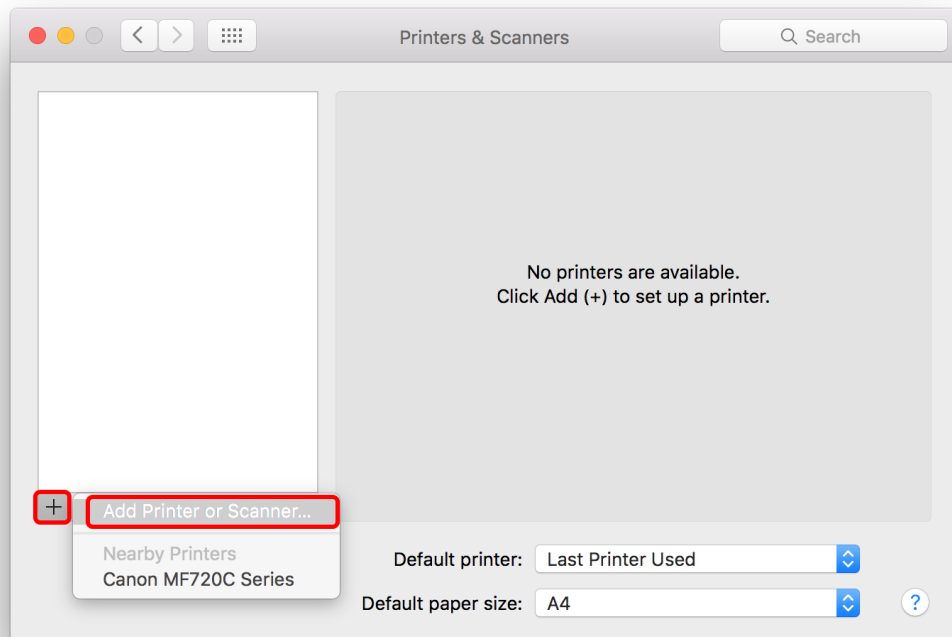 Printers & Scanners
Search
No printers are available.
Click Add (+) to set up a printer.
+
Add Printer or Scanner...
Nearby Printers
Canon MF720C Series
Default printer:
Last Printer Used
Default paper size:
A4
?